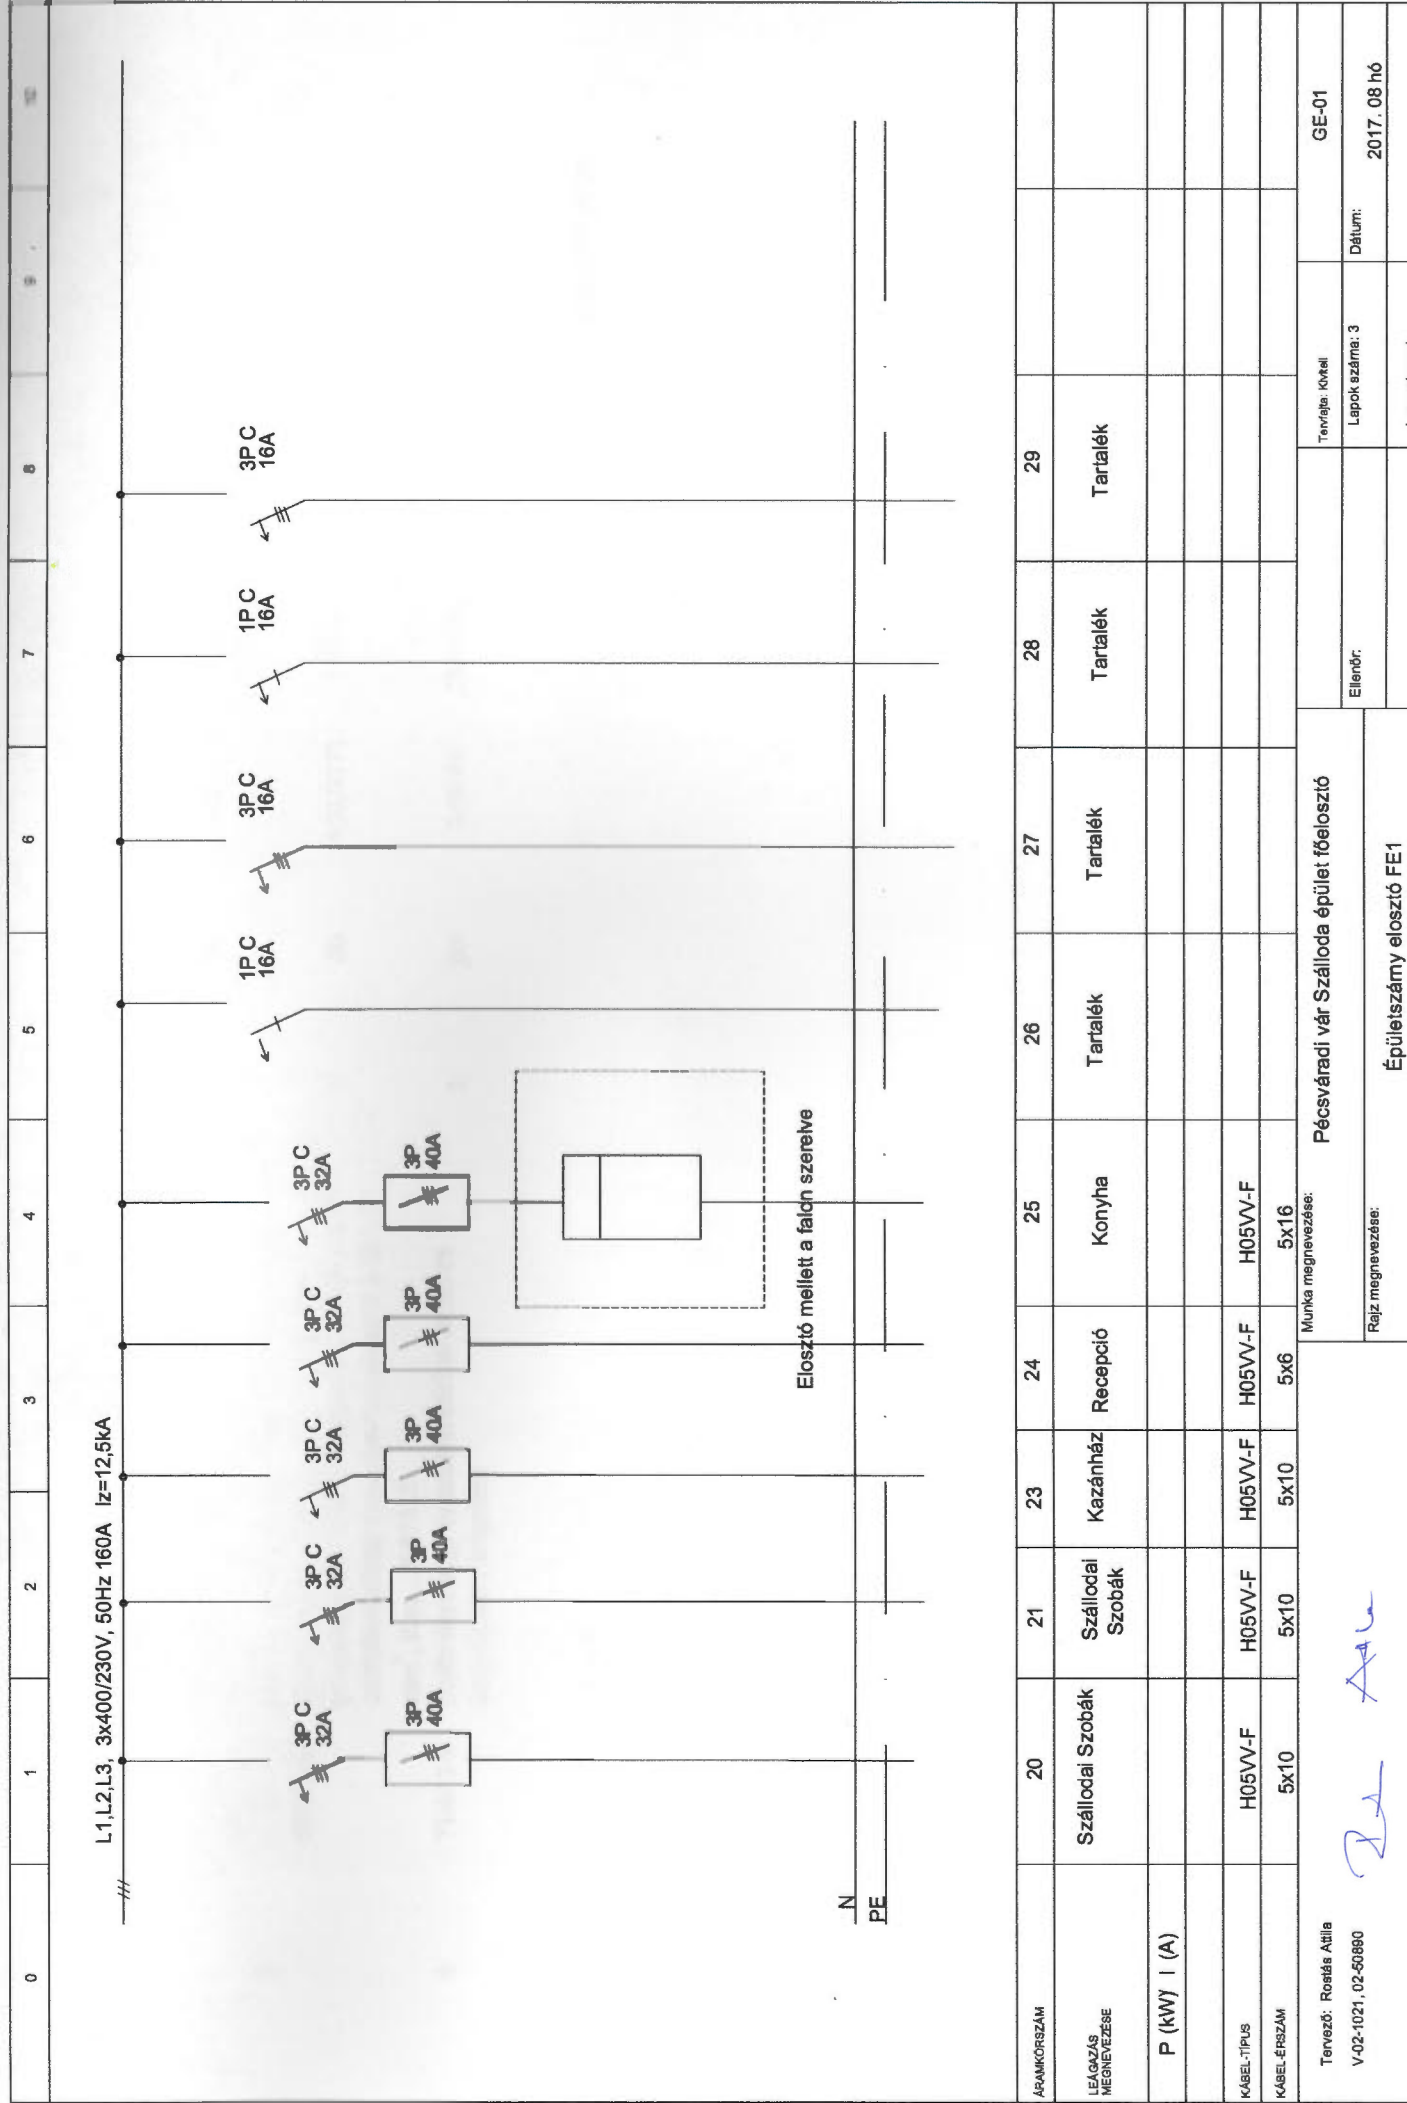 0 1 2 3 4 5 6 7 8 9 10
L1,L2,L3, 3x400/230V, 50Hz 160A Iz=12,5kA
3P C
32A
3P
40A
3P C
32A
3P
40A
3P C
32A
3P
40A
3P C
32A
3P
40A
3P C
32A
3P
40A
1P C
16A
3P C
16A
1P C
16A
3P C
16A
Elosztó mellett a falon szerelve
N
PE
ÁRAMKÖRSZÁM 20 21 23 24 25 26 27 28 29
LEÁGAZÁS
MEGNEVEZÉSE
Szállodai Szobák
Szállodai
Szobák
Kazánház
Recepció
Konyha
Tartalék
Tartalék
Tartalék
Tartalék
P (kW) I (A)
KÁBEL-TÍPUS H05VV-F H05VV-F H05VV-F H05VV-F H05VV-F
KÁBEL-ÉRSZÁM 5x10 5x10 5x10 5x6 5x16
Tervező: Rostás Attila
V-02-1021, 02-50890
Munka megnevezése:
Pécsváradi vár Szálloda épület főelosztó
Rajz megnevezése:
Épületszárny elosztó FE1
Ellenőr:
Tervfajta: Kiviteli
GE-01
Lapok száma: 3
Dátum:
2017. 08 hó